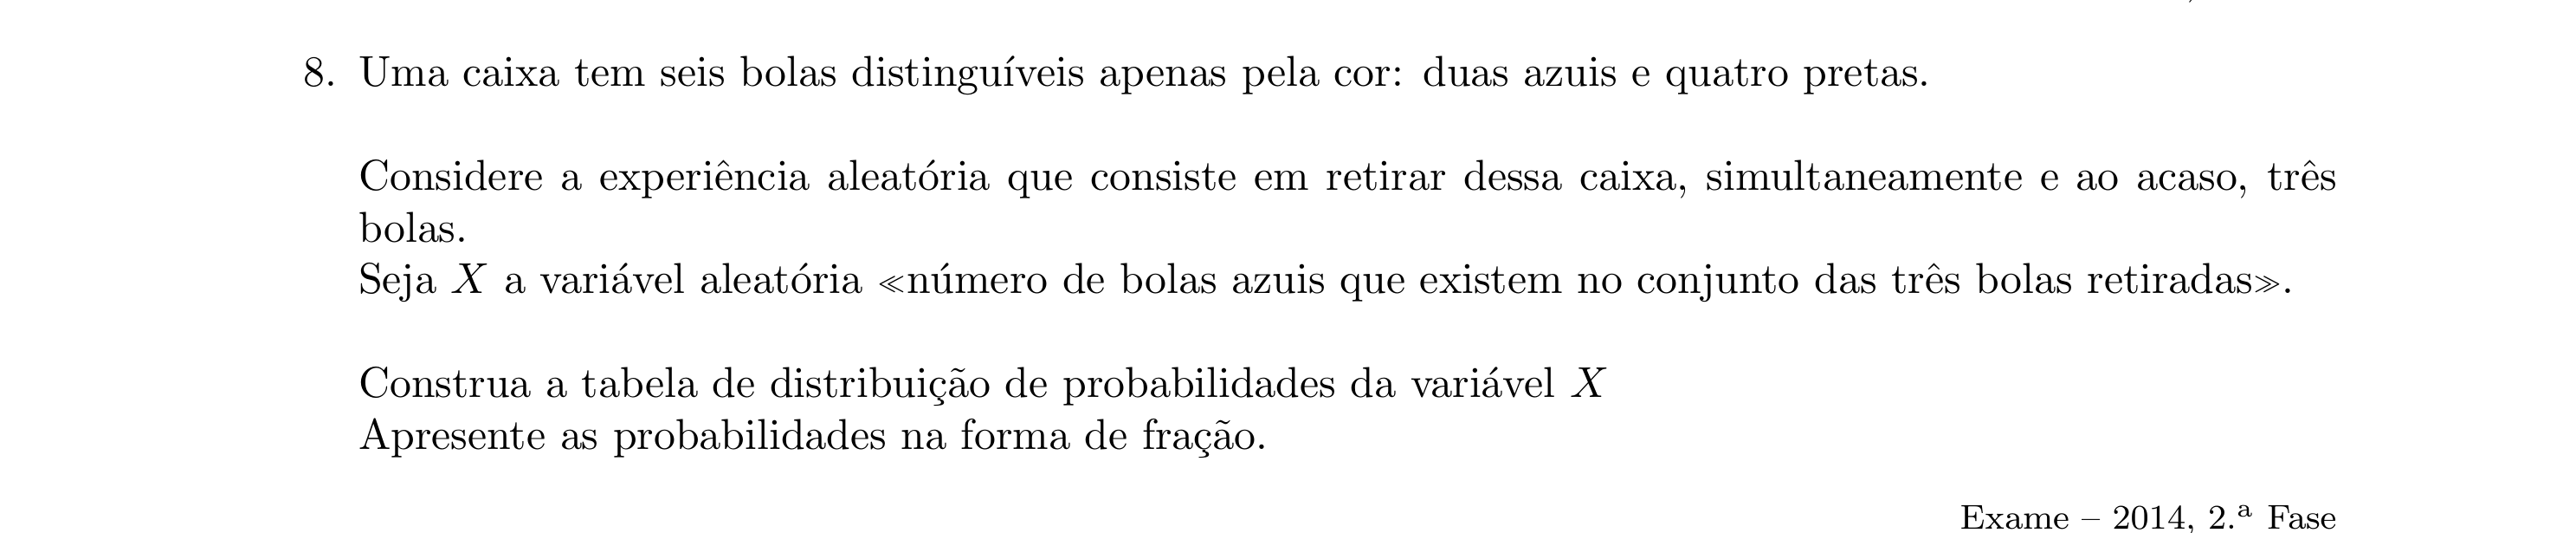 8. Uma caixa tem seis bolas distinguíveis apenas pela cor: duas azuis e quatro pretas.
Considere a experiência aleatória que consiste em retirar dessa caixa, simultaneamente e ao acaso, três
bolas.
Seja X a variável aleatória ≪número de bolas azuis que existem no conjunto das três bolas retiradas≫.
Construa a tabela de distribuição de probabilidades da variável X
Apresente as probabilidades na forma de fração.
Exame – 2014, 2.ª Fase